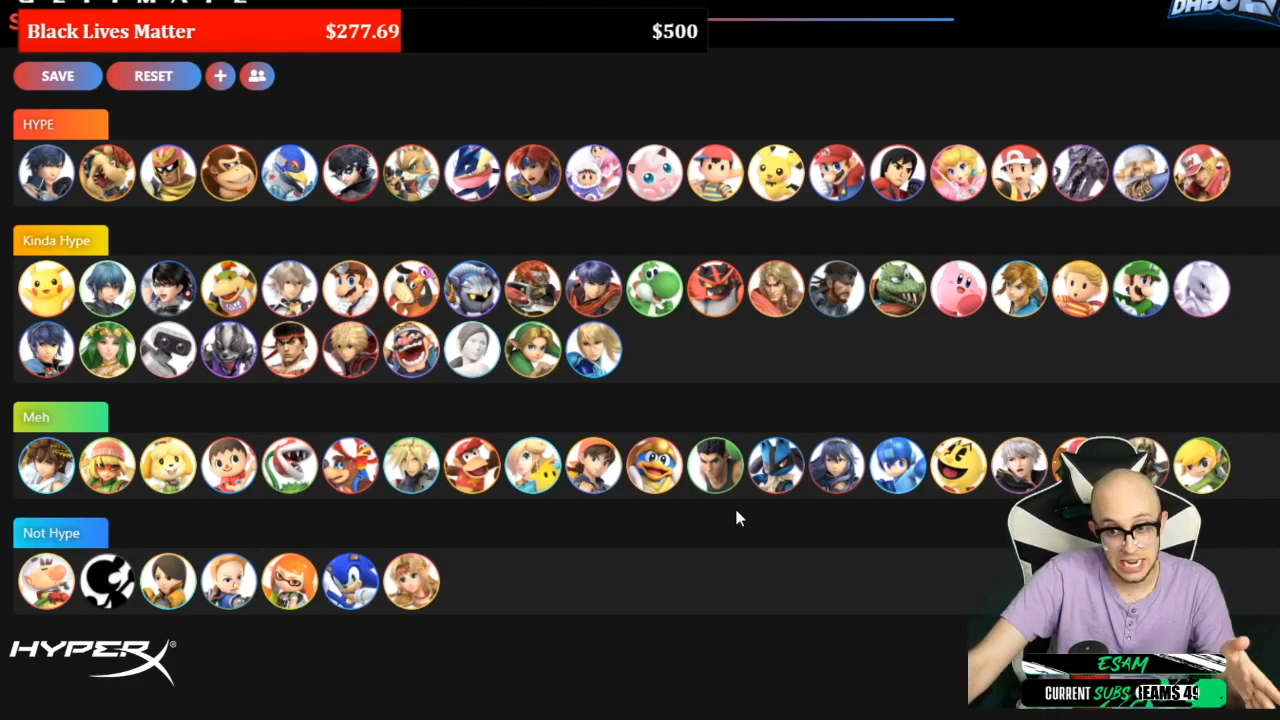 Black Lives Matter $277.69 $500
SAVE RESET +
HYPE
Kinda Hype
Meh
Not Hype
HYPERX®
ESAM
CURRENT SUBS